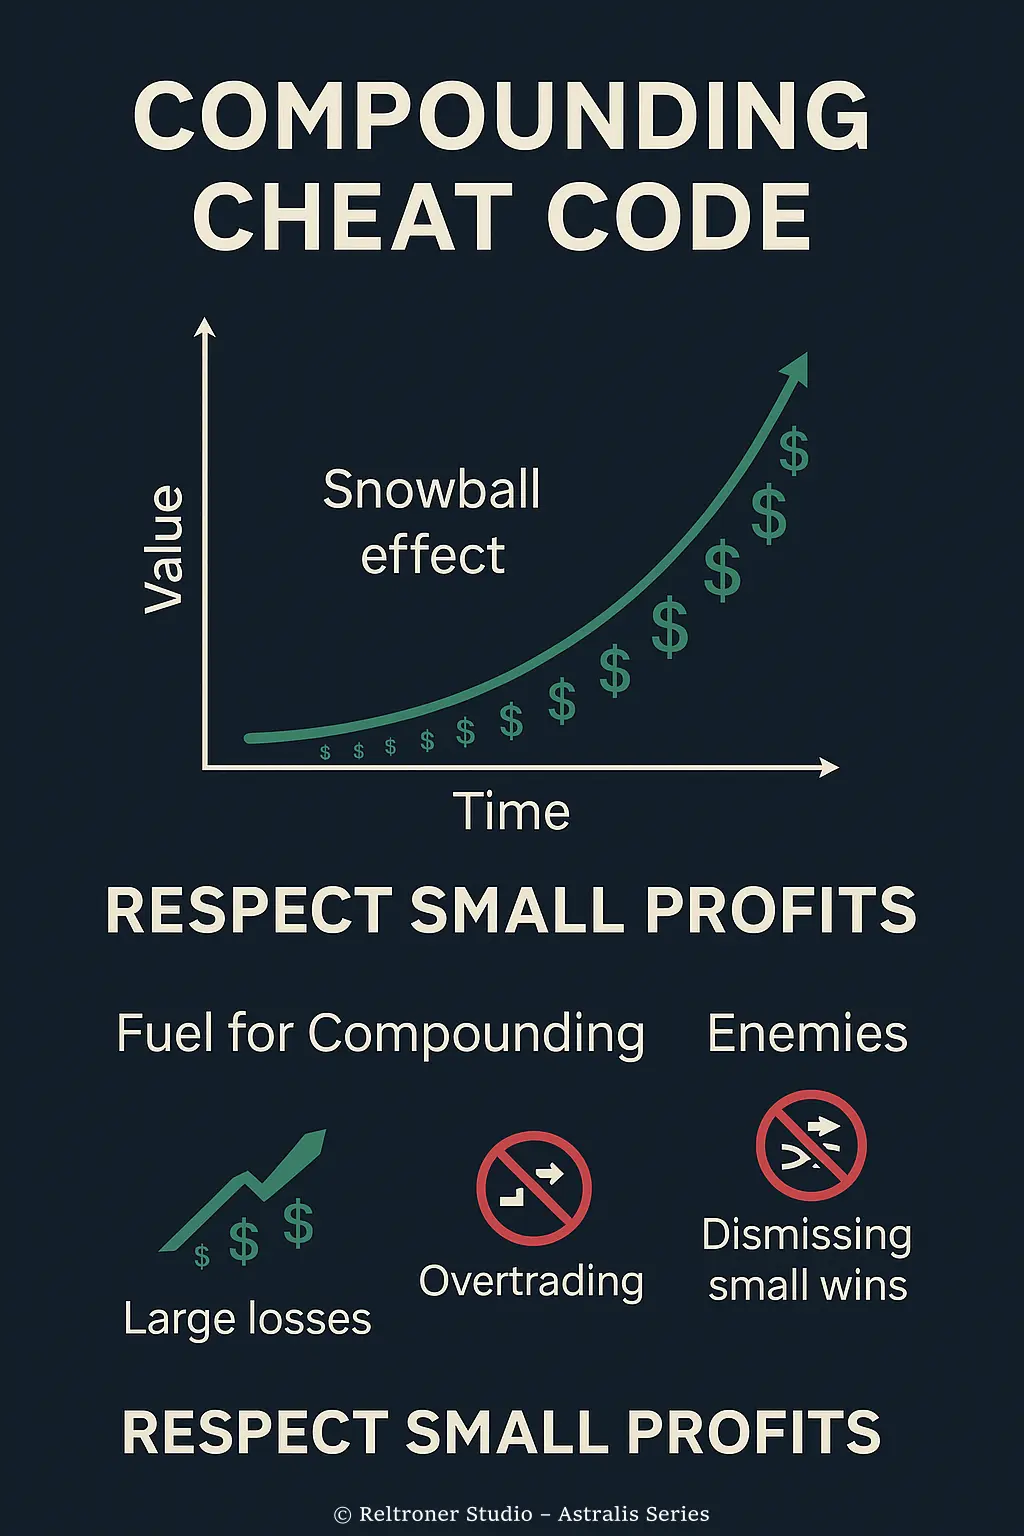 COMPOUNDING
CHEAT CODE
Value
Snowball
effect
$ $ $ $ $ $ $ $ $ $ $ $
Time
RESPECT SMALL PROFITS
Fuel for Compounding
Enemies
$ $ $
Large losses
Overtrading
Dismissing
small wins
RESPECT SMALL PROFITS
© Reltroner Studio – Astralis Series